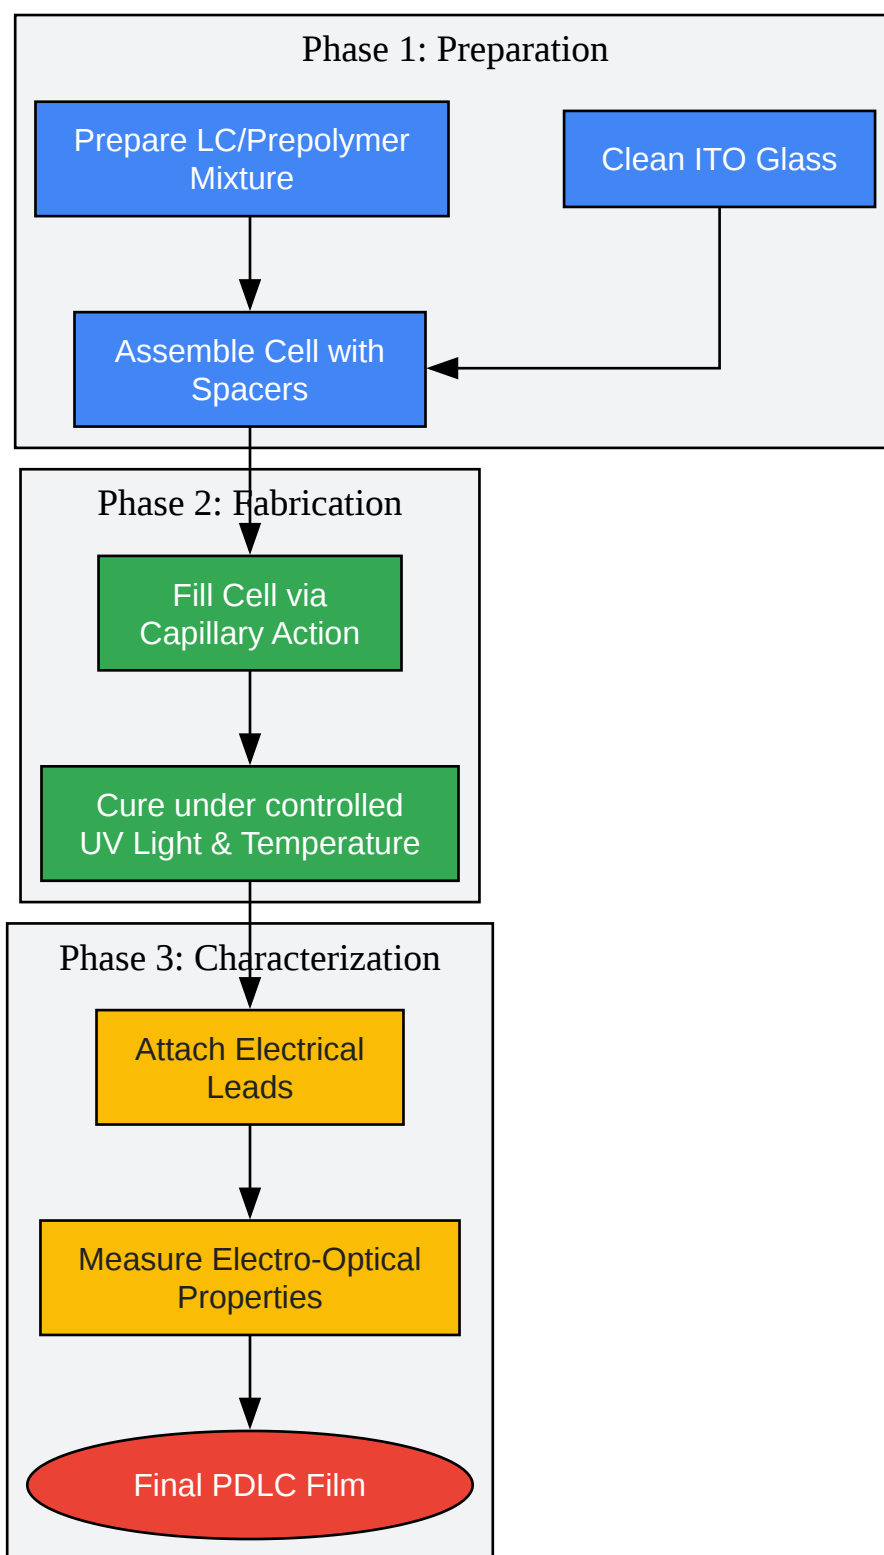 Phase 1: Preparation
Prepare LC/Prepolymer
Mixture
Clean ITO Glass
Assemble Cell with
Spacers
Phase 2: Fabrication
Fill Cell via
Capillary Action
Cure under controlled
UV Light & Temperature
Phase 3: Characterization
Attach Electrical
Leads
Measure Electro-Optical
Properties
Final PDLC Film